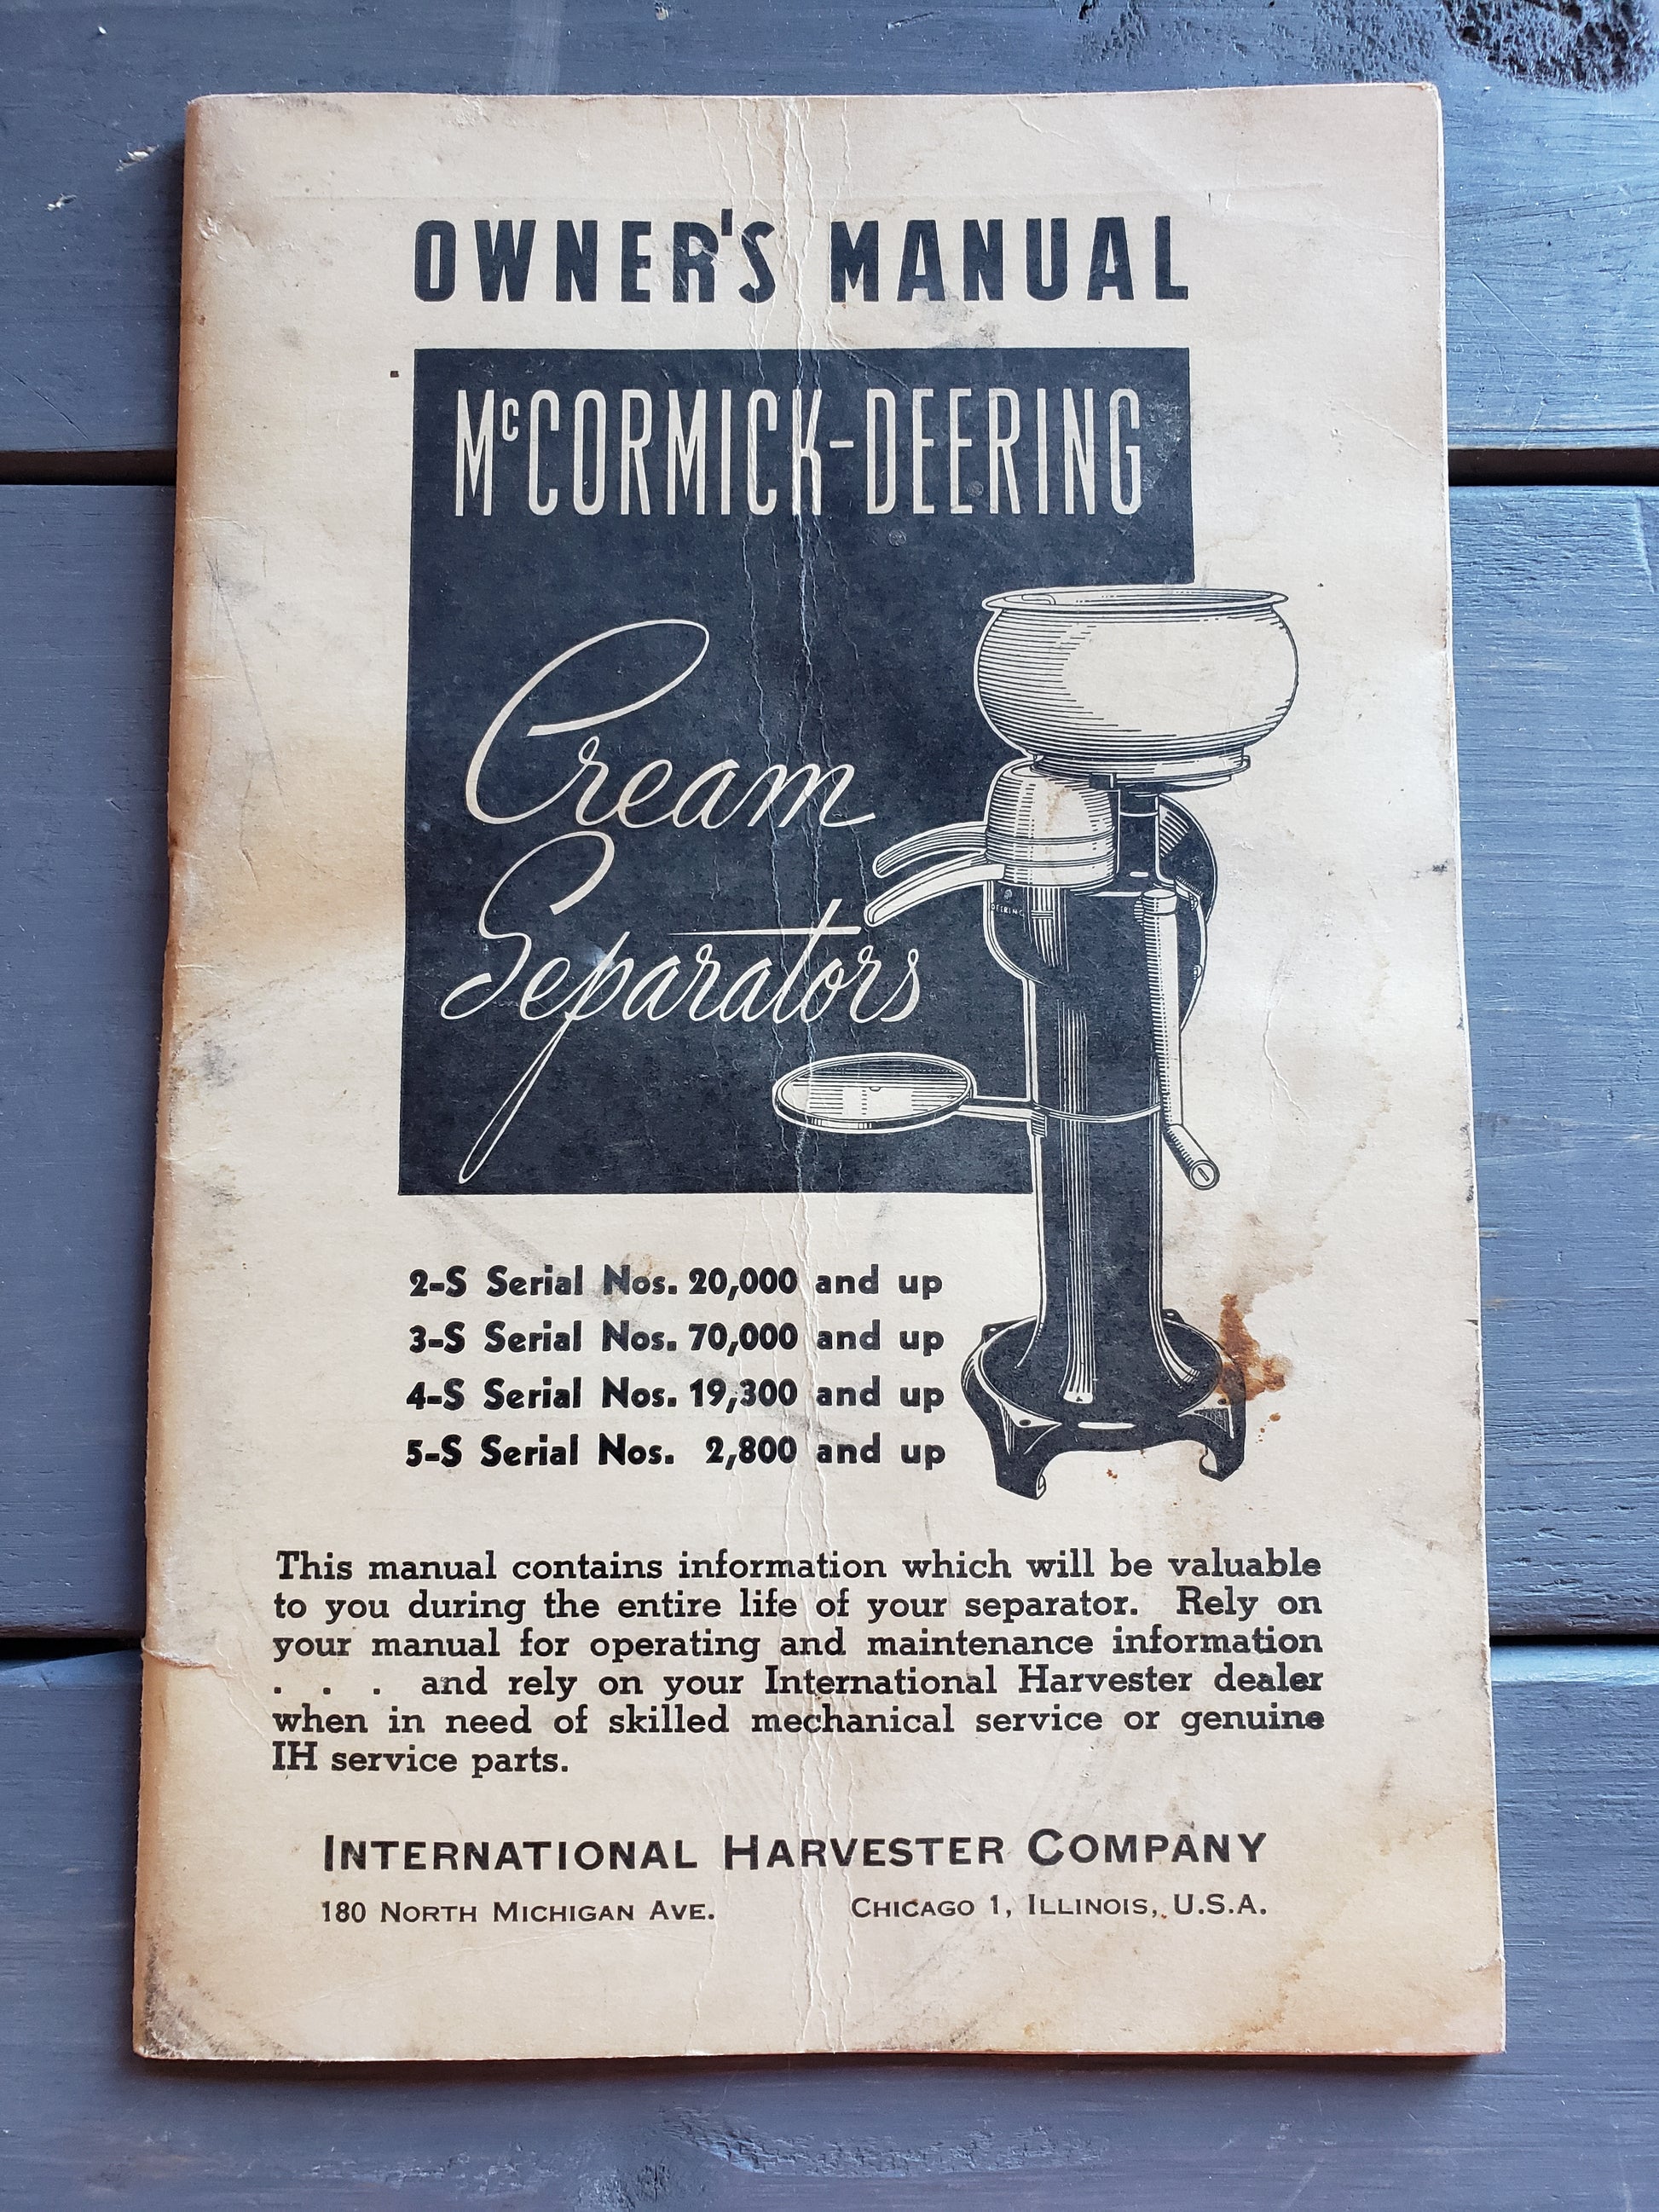 OWNER'S MANUAL
McCORMICK-DEERING
Cream
Separators
DEERING
2-S Serial Nos. 20,000 and up
3-S Serial Nos. 70,000 and up
4-S Serial Nos. 19,300 and up
5-S Serial Nos. 2,800 and up
This manual contains information which will be valuable
to you during the entire life of your separator. Rely on
your manual for operating and maintenance information
. . . and rely on your International Harvester dealer
when in need of skilled mechanical service or genuine
IH service parts.
INTERNATIONAL HARVESTER COMPANY
180 NORTH MICHIGAN AVE. CHICAGO 1, ILLINOIS, U.S.A.